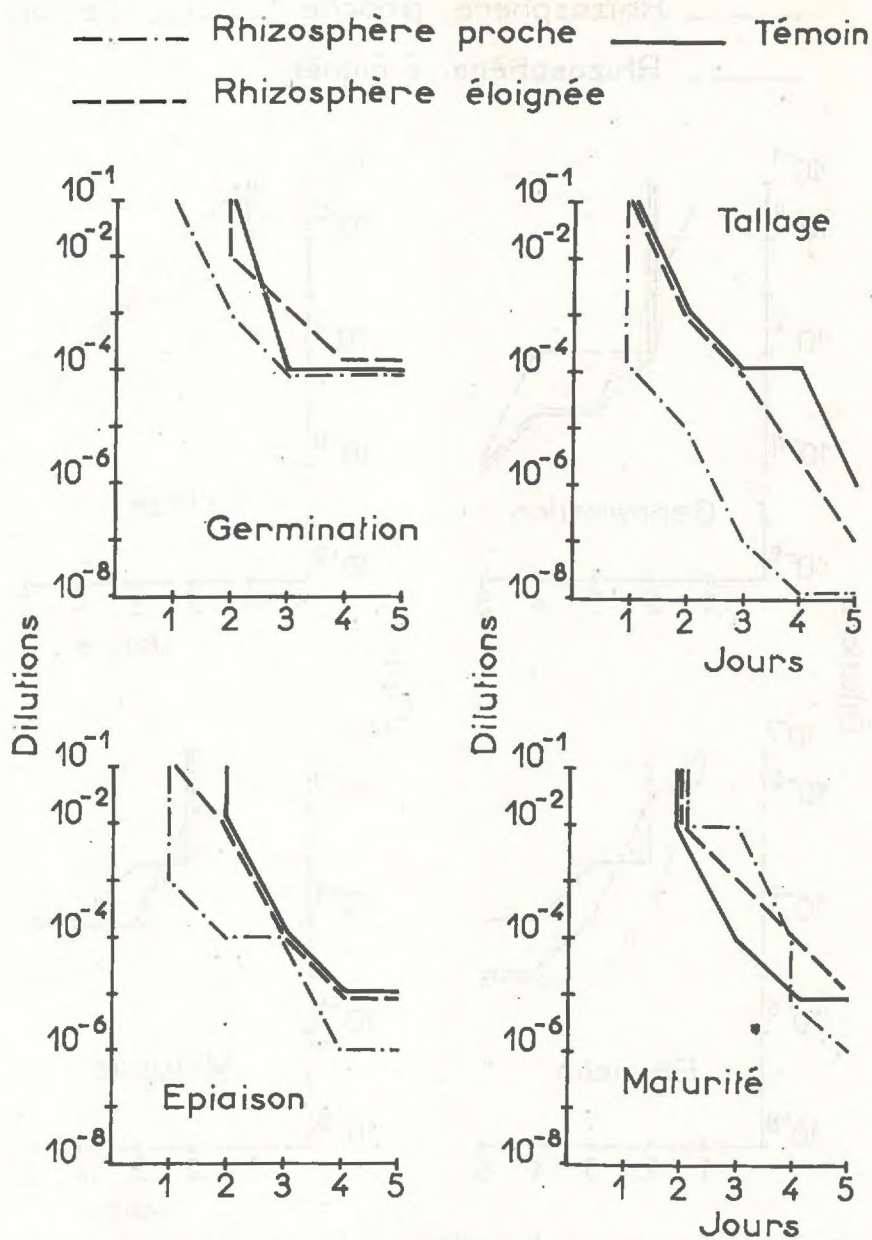 Rhizosphère proche Témoin
Rhizosphère éloignée
10⁻¹
10⁻²
10⁻⁴
10⁻⁶
10⁻⁸
Germination
1 2 3 4 5
Dilutions
10⁻¹
10⁻²
10⁻⁴
10⁻⁶
10⁻⁸
Tallage
1 2 3 4 5
Jours
Dilutions
10⁻¹
10⁻²
10⁻⁴
10⁻⁶
10⁻⁸
Epiaison
1 2 3 4 5
10⁻¹
10⁻²
10⁻⁴
10⁻⁶
10⁻⁸
Maturité
1 2 3 4 5
Jours